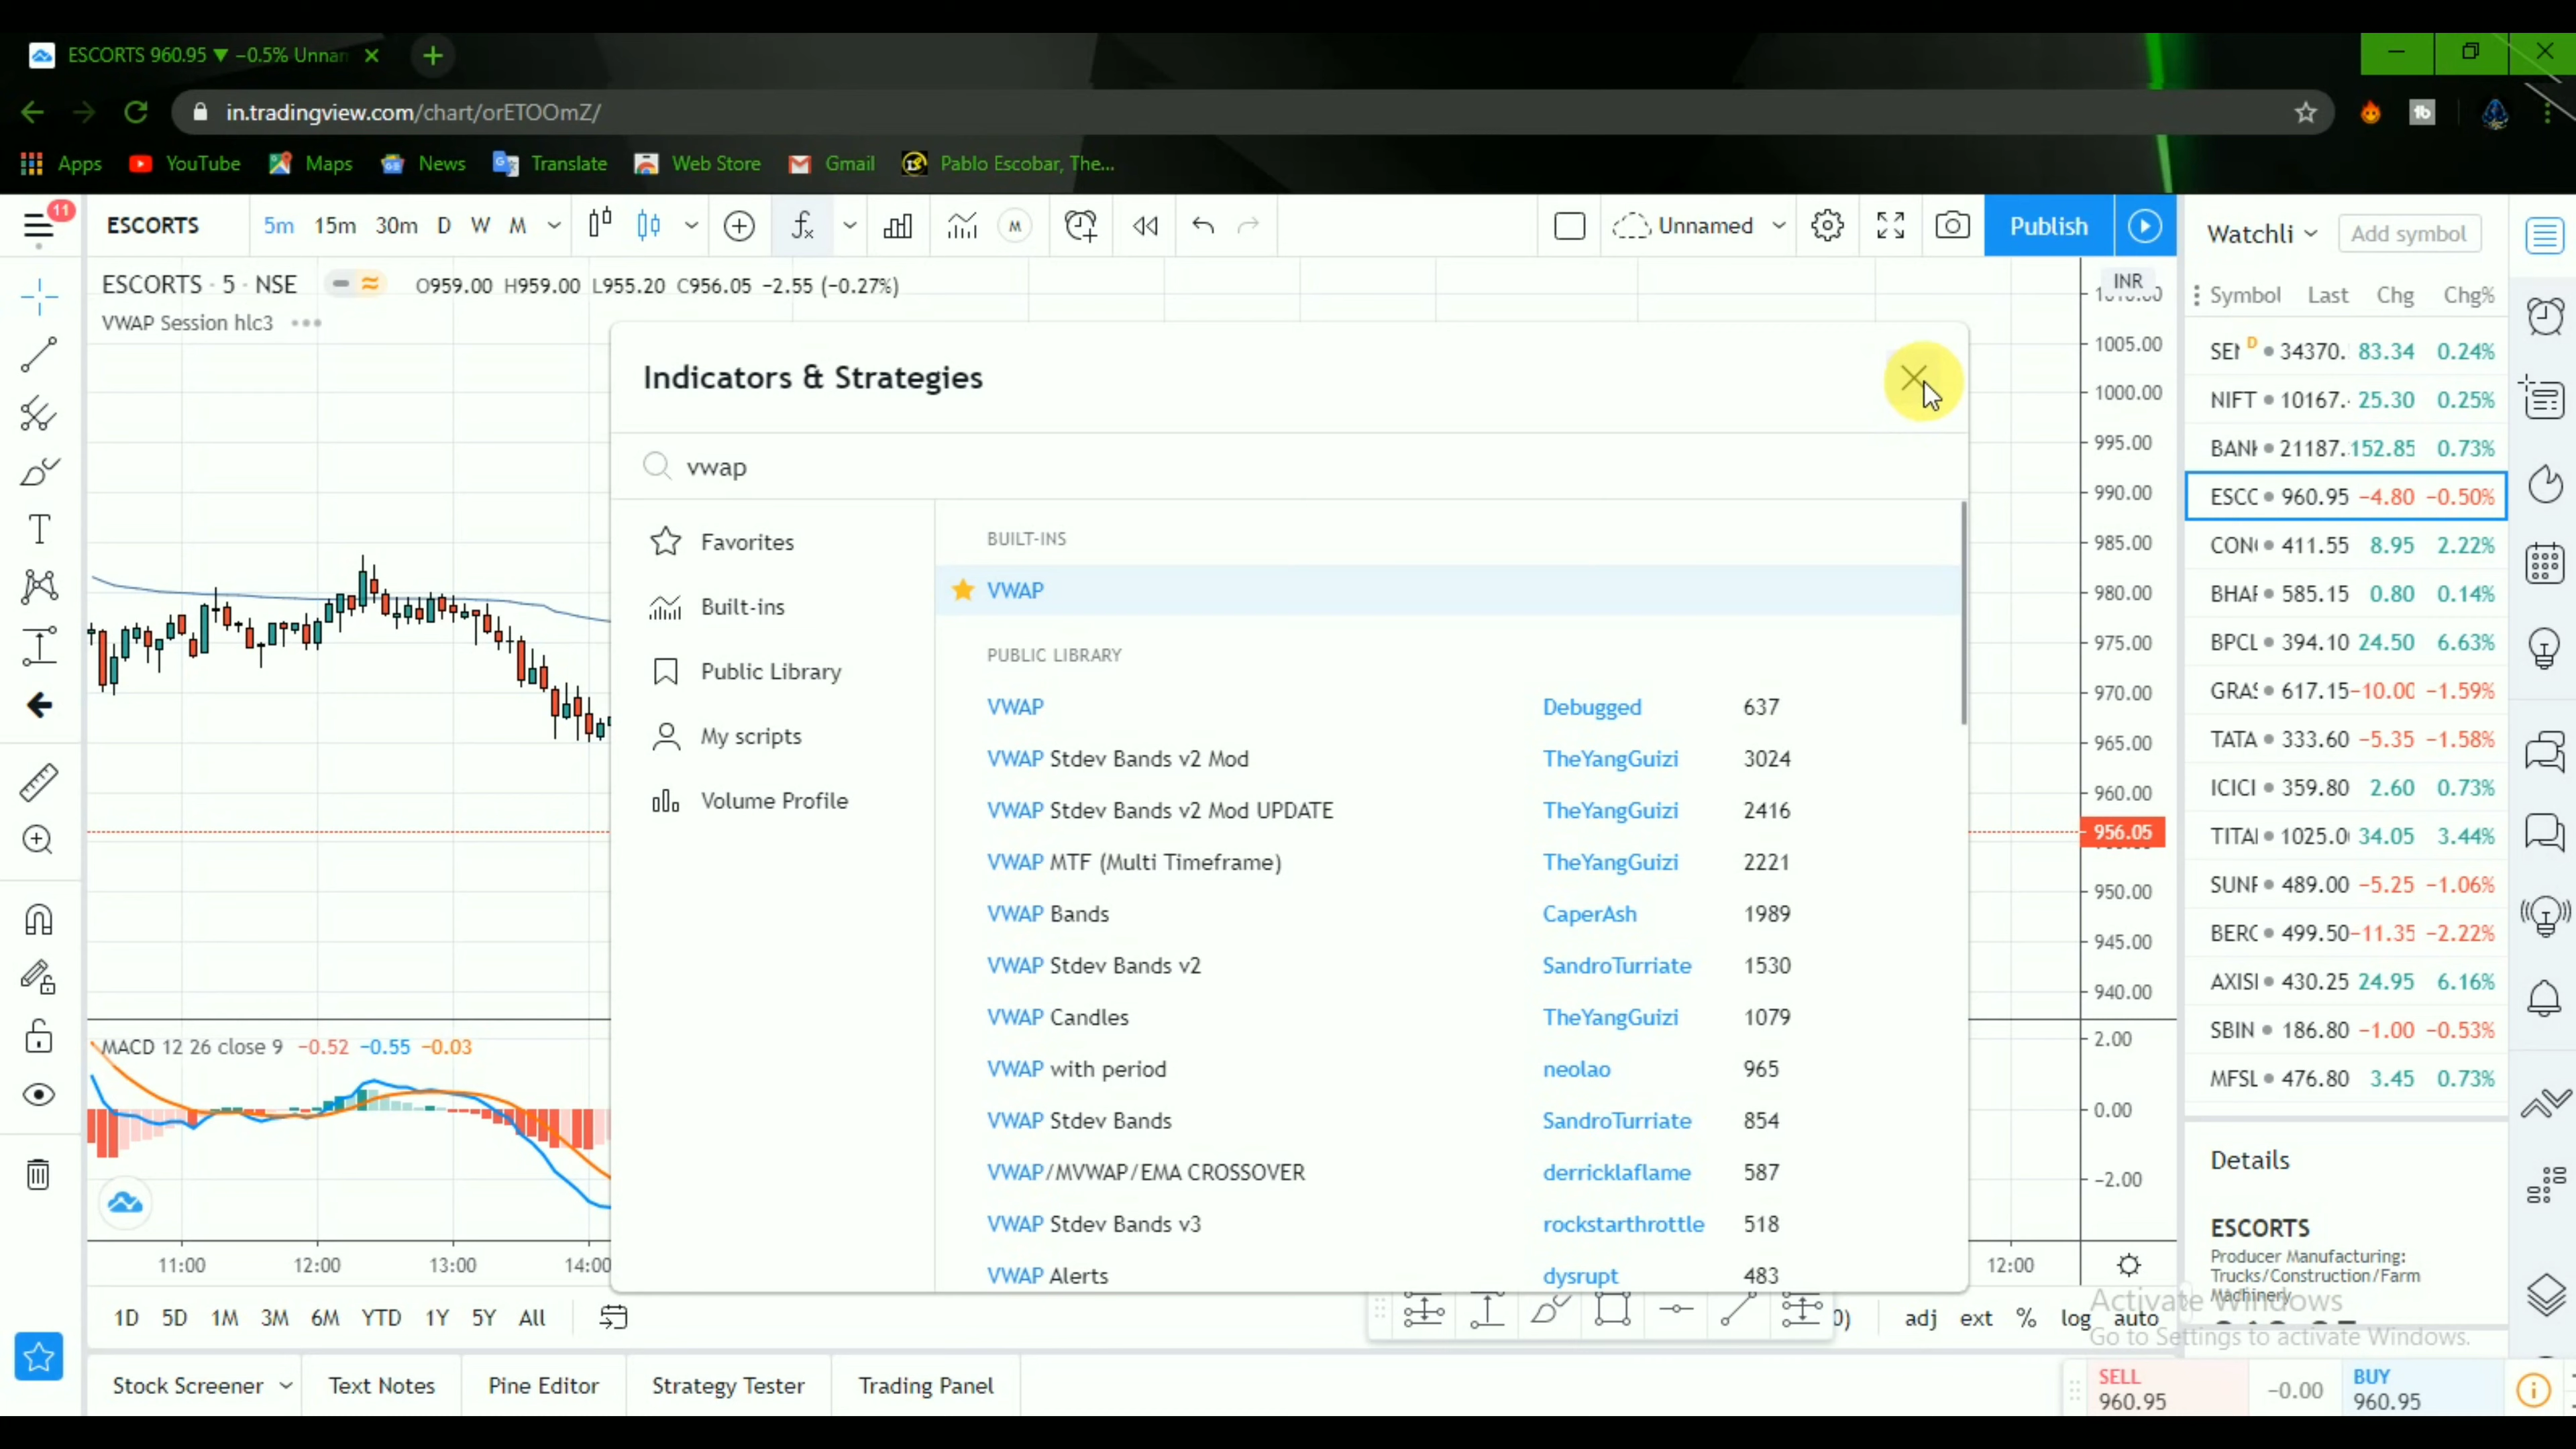 ESCORTS 960.95 ▼ −0.5% Unnan
in.tradingview.com/chart/orETOOmZ/
Apps YouTube Maps News Translate Web Store Gmail Pablo Escobar, The...
11
ESCORTS 5m 15m 30m D W M M Unnamed Publish
ESCORTS · 5 · NSE O959.00 H959.00 L955.20 C956.05 −2.55 (−0.27%)
VWAP Session hlc3
Indicators & Strategies
vwap
Favorites
Built-ins
Public Library
My scripts
Volume Profile
BUILT-INS
VWAP
PUBLIC LIBRARY
VWAP Debugged 637
VWAP Stdev Bands v2 Mod TheYangGuizi 3024
VWAP Stdev Bands v2 Mod UPDATE TheYangGuizi 2416
VWAP MTF (Multi Timeframe) TheYangGuizi 2221
VWAP Bands CaperAsh 1989
VWAP Stdev Bands v2 SandroTurriate 1530
VWAP Candles TheYangGuizi 1079
VWAP with period neolao 965
VWAP Stdev Bands SandroTurriate 854
VWAP/MVWAP/EMA CROSSOVER derricklaflame 587
VWAP Stdev Bands v3 rockstarthrottle 518
VWAP Alerts dysrupt 483
MACD 12 26 close 9 −0.52 −0.55 −0.03
INR
1005.00
1000.00
995.00
990.00
985.00
980.00
975.00
970.00
965.00
960.00
956.05
950.00
945.00
940.00
2.00
0.00
−2.00
11:00 12:00 13:00 14:00 12:00
1D 5D 1M 3M 6M YTD 1Y 5Y All adj ext % log auto
Stock Screener Text Notes Pine Editor Strategy Tester Trading Panel
Watchli Add symbol
Symbol Last Chg Chg%
D 34370. 83.34 0.24%
NIFT 10167. 25.30 0.25%
BANK 21187. 152.85 0.73%
ESCC 960.95 −4.80 −0.50%
CON 411.55 8.95 2.22%
BHAF 585.15 0.80 0.14%
BPCL 394.10 24.50 6.63%
GRAS 617.15 −10.00 −1.59%
TATA 333.60 −5.35 −1.58%
ICICI 359.80 2.60 0.73%
TITAI 1025.0 34.05 3.44%
SUNF 489.00 −5.25 −1.06%
BERC 499.50 −11.35 −2.22%
AXISI 430.25 24.95 6.16%
SBIN 186.80 −1.00 −0.53%
MFSL 476.80 3.45 0.73%
Details
ESCORTS
Producer Manufacturing:
Trucks/Construction/Farm
Machinery
Activate Windows
Go to Settings to activate Windows.
SELL
960.95
−0.00
BUY
960.95